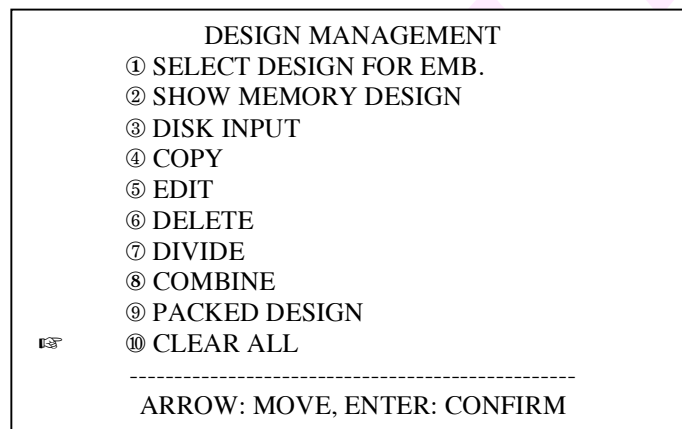 DESIGN MANAGEMENT
① SELECT DESIGN FOR EMB.
② SHOW MEMORY DESIGN
③ DISK INPUT
④ COPY
⑤ EDIT
⑥ DELETE
⑦ DIVIDE
⑧ COMBINE
⑨ PACKED DESIGN
☞ ⑩ CLEAR ALL
--------------------------------------------------
ARROW: MOVE, ENTER: CONFIRM